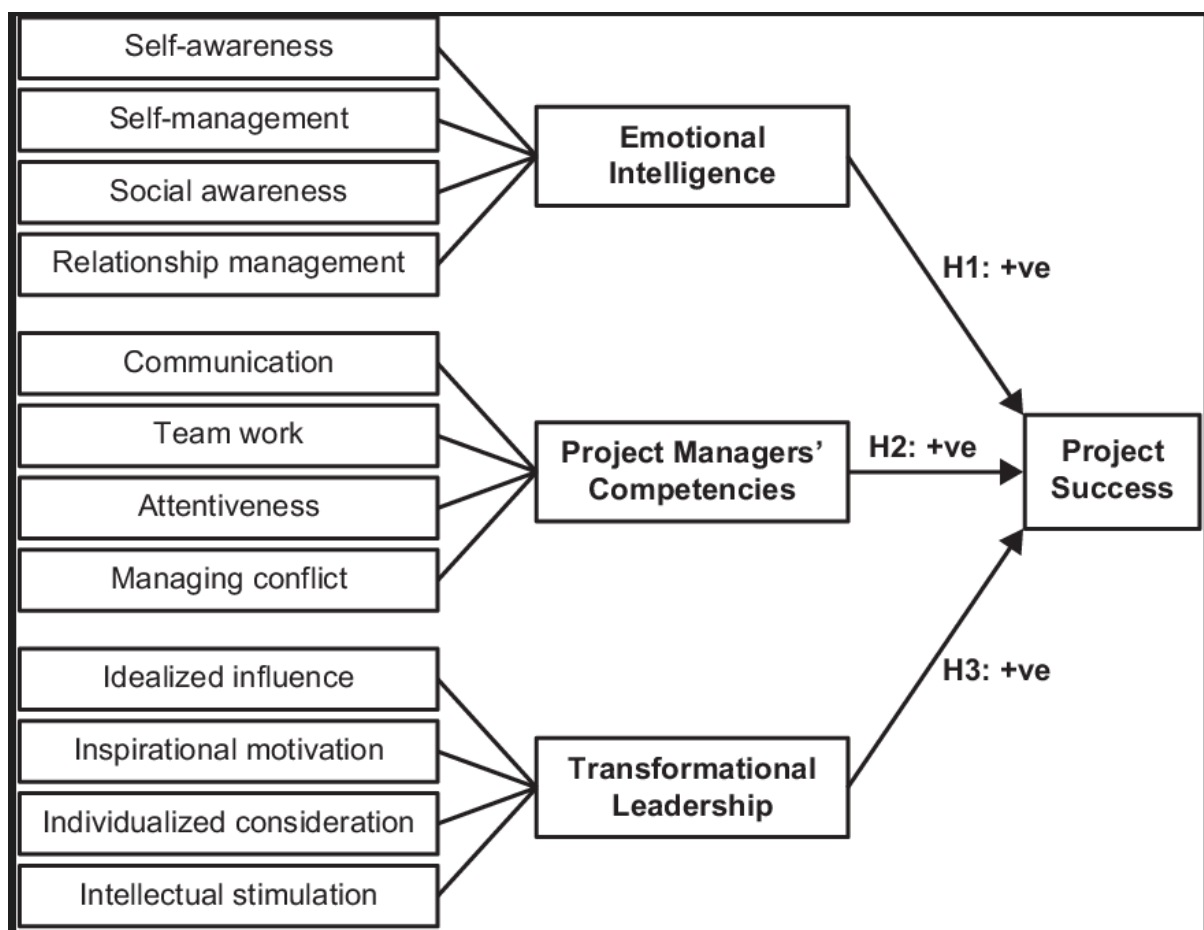 Self-awareness
Self-management
Social awareness
Relationship management
Emotional
Intelligence
H1: +ve
Communication
Team work
Attentiveness
Managing conflict
Project Managers’
Competencies
H2: +ve
Project
Success
Idealized influence
Inspirational motivation
Individualized consideration
Intellectual stimulation
Transformational
Leadership
H3: +ve